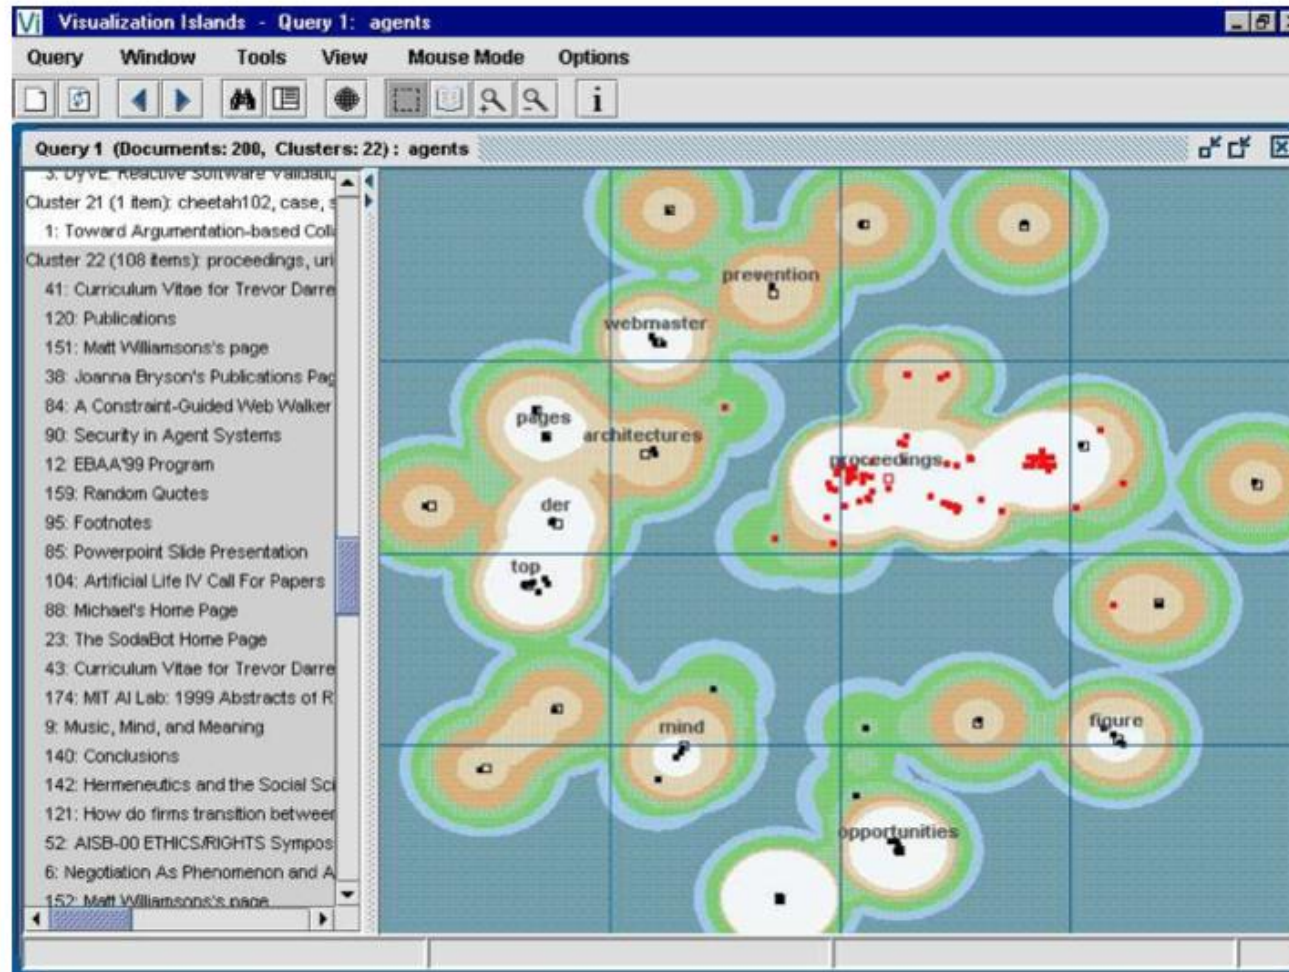 Vi Visualization Islands - Query 1: agents
Query Window Tools View Mouse Mode Options
i
Query 1 (Documents: 200, Clusters: 22) : agents
3: DyVE: Reactive Software Validatio
Cluster 21 (1 item): cheetah102, case, s
1: Toward Argumentation-based Coll
Cluster 22 (108 items): proceedings, uri
41: Curriculum Vitae for Trevor Darre
120: Publications
151: Matt Williamsons's page
38: Joanna Bryson's Publications Pag
84: A Constraint-Guided Web Walker
90: Security in Agent Systems
12: EBAA'99 Program
159: Random Quotes
95: Footnotes
85: Powerpoint Slide Presentation
104: Artificial Life IV Call For Papers
88: Michael's Home Page
23: The SodaBot Home Page
43: Curriculum Vitae for Trevor Darre
174: MIT AI Lab: 1999 Abstracts of R
9: Music, Mind, and Meaning
140: Conclusions
142: Hermeneutics and the Social Sci
121: How do firms transition between
52: AISB-00 ETHICS/RIGHTS Sympos
6: Negotiation As Phenomenon and A
152: Matt Williamsons's page
prevention
webmaster
pages
architectures
proceedings
der
top
mind
figure
opportunities